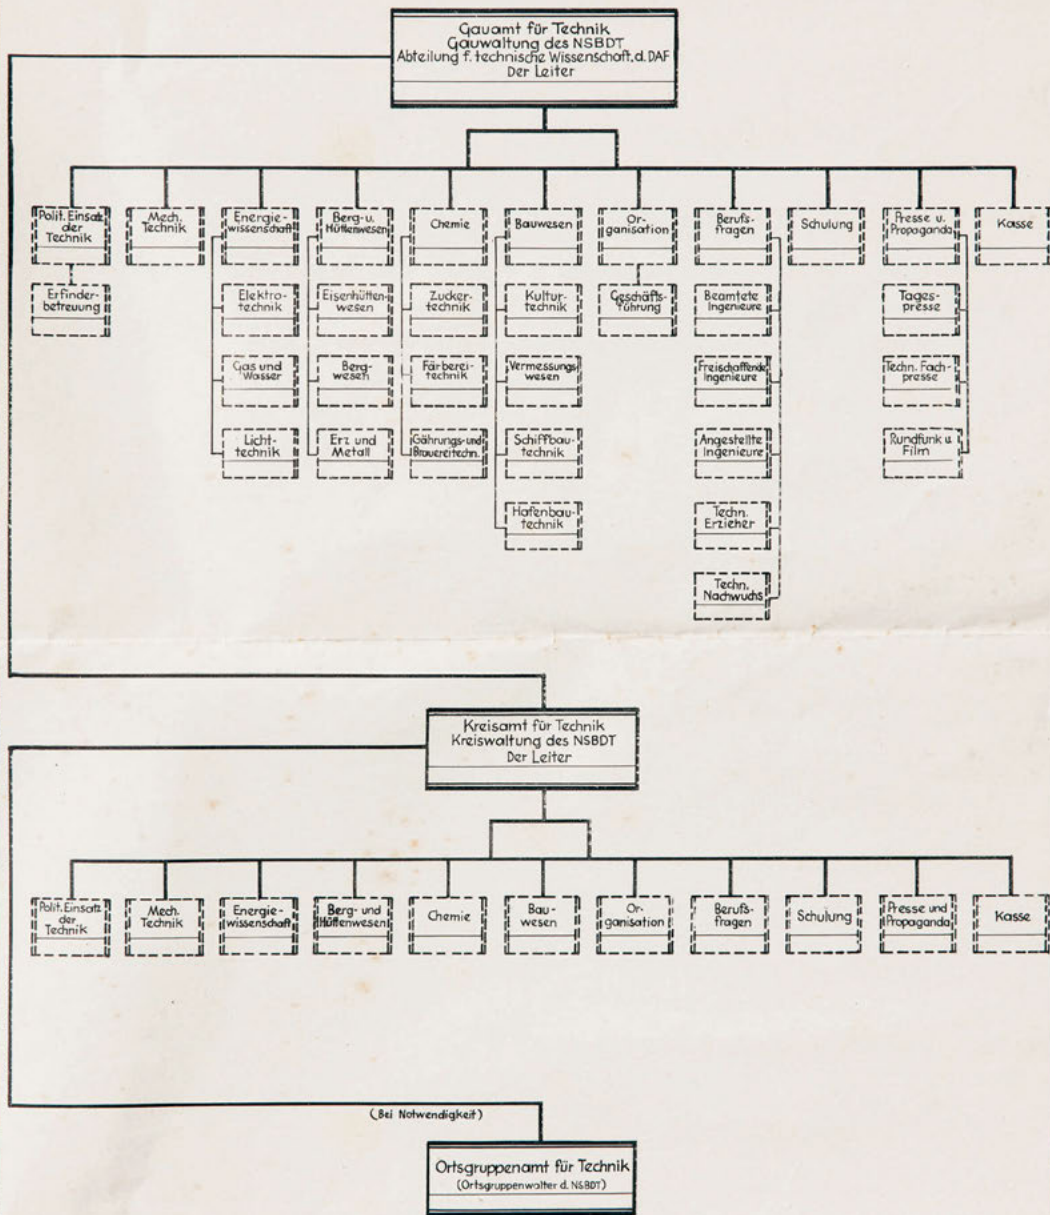 Gauamt für Technik
Gauwaltung des NSBDT
Abteilung f. technische Wissenschaft. d. DAF
Der Leiter
Polit. Einsatz
der
Technik
Mech.
Technik
Energie-
wissenschaft
Berg- u.
Hüttenwesen
Chemie
Bauwesen
Or-
ganisation
Berufs-
fragen
Schulung
Presse u.
Propaganda
Kasse
Erfinder-
betreuung
Elektro-
technik
Eisenhütten-
wesen
Zucker-
technik
Kultur-
technik
Geschäfts-
führung
Beamtete
Ingenieure
Tages-
presse
Gas und
Wasser
Berg-
wesen
Färberei-
technik
Vermessungs
wesen
Freischaffende
Ingenieure
Techn. Fach-
presse
Licht-
technik
Erz und
Metall
Gährungs- und
Brauereitechn.
Schiffbau-
technik
Angestellte
Ingenieure
Rundfunk u.
Film
Hafenbau-
technik
Techn.
Erzieher
Techn.
Nachwuchs
Kreisamt für Technik
Kreiswaltung des NSBDT
Der Leiter
Polit. Einsatz
der
Technik
Mech.
Technik
Energie-
wissenschaft
Berg- und
Hüttenwesen
Chemie
Bau-
wesen
Or-
ganisation
Berufs-
fragen
Schulung
Presse und
Propaganda
Kasse
(Bei Notwendigkeit)
Ortsgruppenamt für Technik
(Ortsgruppenwalter d. NSBDT)